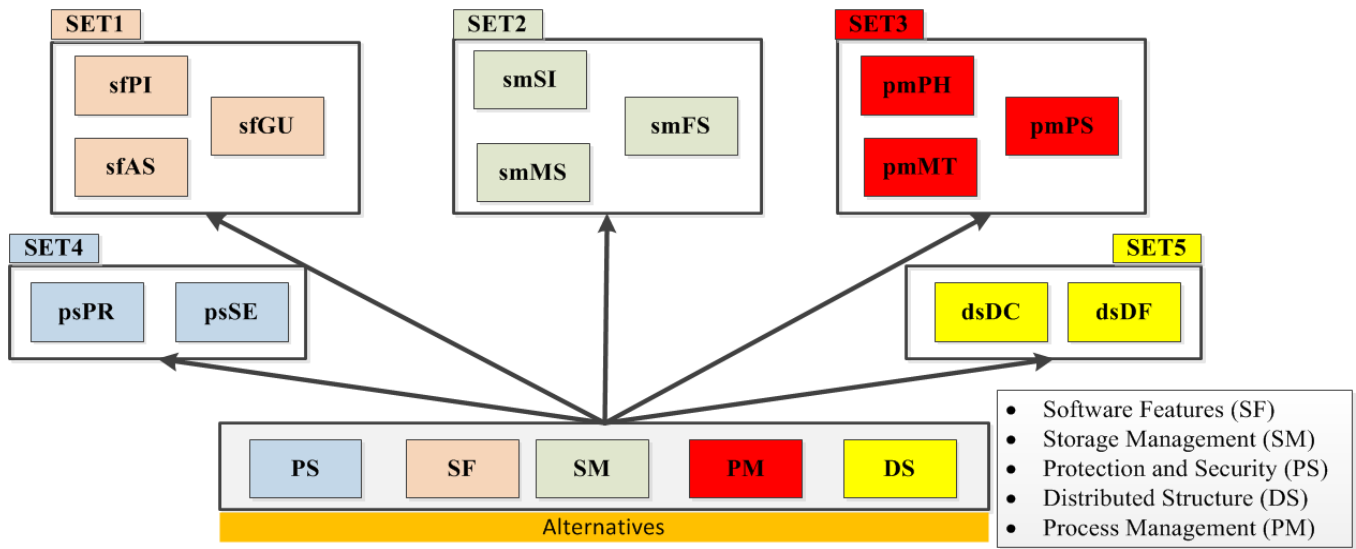 SET1
sfPI
sfGU
sfAS
SET2
smSI
smFS
smMS
SET3
pmPH
pmPS
pmMT
SET4
psPR psSE
SET5
dsDC dsDF
PS SF SM PM DS
Alternatives
• Software Features (SF)
• Storage Management (SM)
• Protection and Security (PS)
• Distributed Structure (DS)
• Process Management (PM)